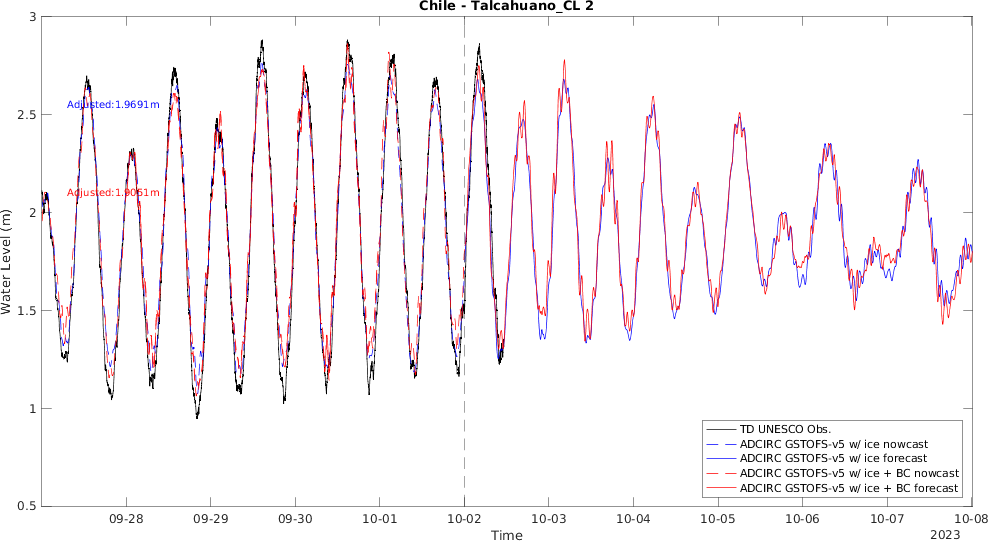 Chile - Talcahuano_CL 2
3
2.5
2
1.5
1
0.5
Water Level (m)
Adjusted:1.9691m
Adjusted:1.9061m
TD UNESCO Obs.
ADCIRC GSTOFS-v5 w/ ice nowcast
ADCIRC GSTOFS-v5 w/ ice forecast
ADCIRC GSTOFS-v5 w/ ice + BC nowcast
ADCIRC GSTOFS-v5 w/ ice + BC forecast
09-28 09-29 09-30 10-01 10-02 10-03 10-04 10-05 10-06 10-07 10-08
Time
2023